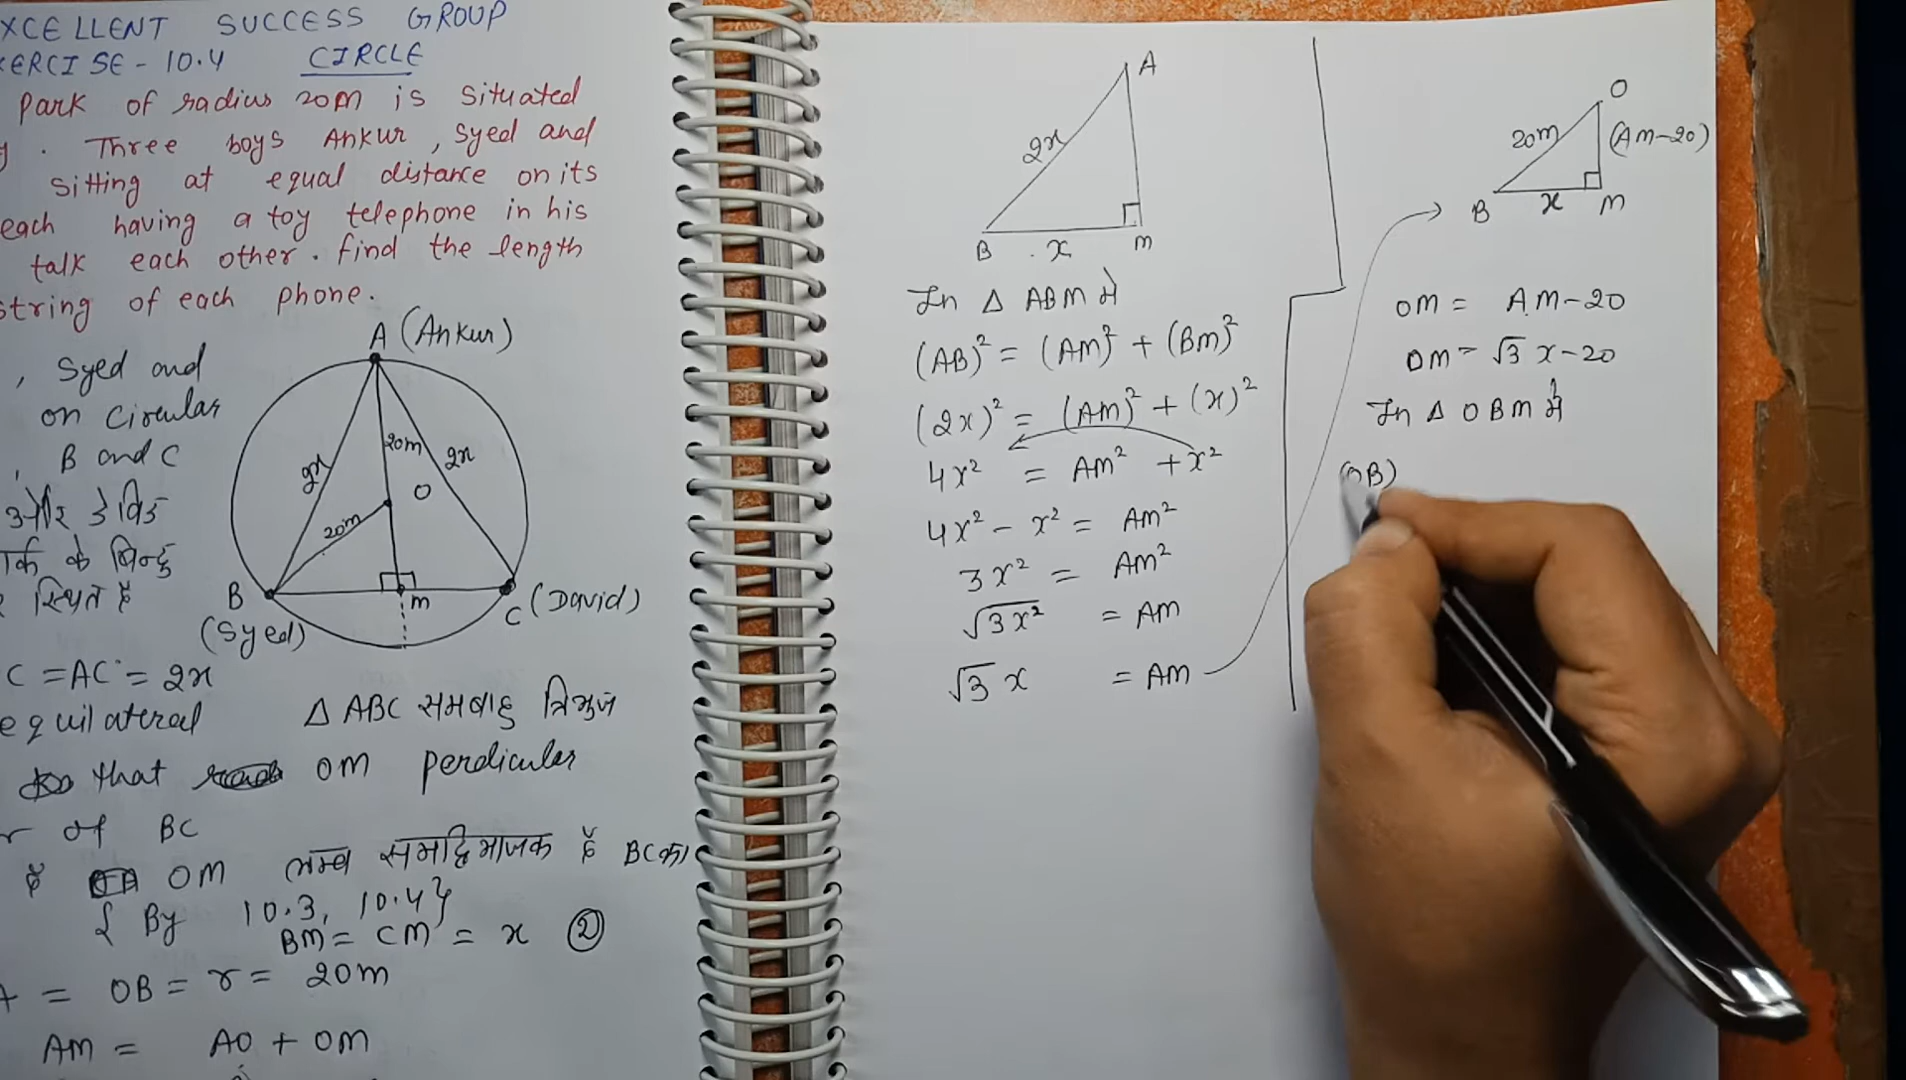 XCELLENT SUCCESS GROUP
XERCISE-10.4 CIRCLE
Park of radius 20m is situated
y. Three boys Ankur, Syed and
sitting at equal distance on its
each having a toy telephone in his
talk each other. find the length
string of each phone.
A (Ankur)
, Syed and
on circular
, B and C
20m
2x
2x
O
20m
और डेविड
र्क के बिन्दु
स्थित हैं
B
(Syed)
m
C (David)
C = AC = 2x
equilateral
Δ ABC समबाहु त्रिभुज
that OM perdicular
r of BC
है OM लम्ब समद्विभाजक है BC का
{ By 10.3, 10.4}
BM = CM = x ②
= OB = r = 20m
AM = AO + OM
A
2x
B x M
In Δ ABM में
(AB)² = (AM)² + (BM)²
(2x)² = (AM)² + (x)²
4x² = AM² + x²
4x² - x² = AM²
3x² = AM²
√3x² = AM
√3 x = AM
O
20m (AM-20)
B x M
OM = AM-20
OM = √3 x-20
In Δ OBM में
(OB)